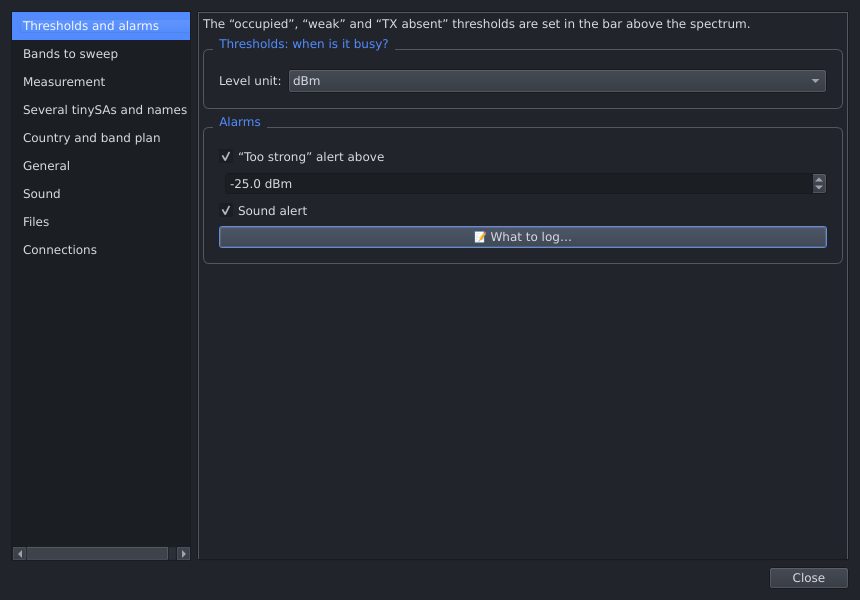 Thresholds and alarms
Bands to sweep
Measurement
Several tinySAs and names
Country and band plan
General
Sound
Files
Connections
The “occupied”, “weak” and “TX absent” thresholds are set in the bar above the spectrum.
Thresholds: when is it busy?
Level unit: dBm
Alarms
“Too strong” alert above
-25.0 dBm
Sound alert
📝 What to log...
Close